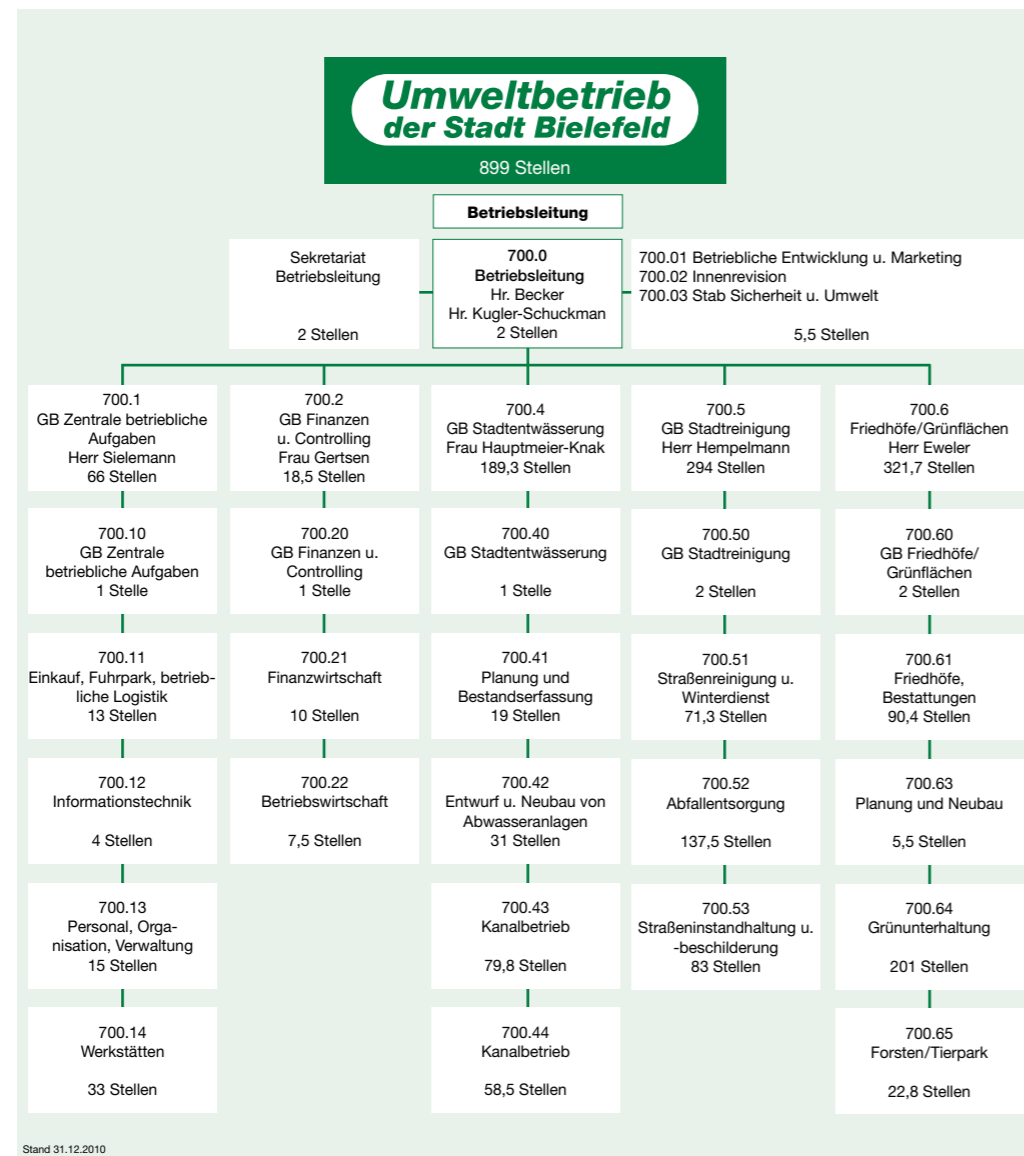 Umweltbetrieb
der Stadt Bielefeld
899 Stellen
Betriebsleitung
Sekretariat
Betriebsleitung
2 Stellen
700.0
Betriebsleitung
Hr. Becker
Hr. Kugler-Schuckman
2 Stellen
700.01 Betriebliche Entwicklung u. Marketing
700.02 Innenrevision
700.03 Stab Sicherheit u. Umwelt
5,5 Stellen
700.1
GB Zentrale betriebliche
Aufgaben
Herr Sielemann
66 Stellen
700.2
GB Finanzen
u. Controlling
Frau Gertsen
18,5 Stellen
700.4
GB Stadtentwässerung
Frau Hauptmeier-Knak
189,3 Stellen
700.5
GB Stadtreinigung
Herr Hempelmann
294 Stellen
700.6
Friedhöfe/Grünflächen
Herr Eweler
321,7 Stellen
700.10
GB Zentrale
betriebliche Aufgaben
1 Stelle
700.20
GB Finanzen u.
Controlling
1 Stelle
700.40
GB Stadtentwässerung
1 Stelle
700.50
GB Stadtreinigung
2 Stellen
700.60
GB Friedhöfe/
Grünflächen
2 Stellen
700.11
Einkauf, Fuhrpark, betrieb-
liche Logistik
13 Stellen
700.21
Finanzwirtschaft
10 Stellen
700.41
Planung und
Bestandserfassung
19 Stellen
700.51
Straßenreinigung u.
Winterdienst
71,3 Stellen
700.61
Friedhöfe,
Bestattungen
90,4 Stellen
700.12
Informationstechnik
4 Stellen
700.22
Betriebswirtschaft
7,5 Stellen
700.42
Entwurf u. Neubau von
Abwasseranlagen
31 Stellen
700.52
Abfallentsorgung
137,5 Stellen
700.63
Planung und Neubau
5,5 Stellen
700.13
Personal, Orga-
nisation, Verwaltung
15 Stellen
700.43
Kanalbetrieb
79,8 Stellen
700.53
Straßeninstandhaltung u.
-beschilderung
83 Stellen
700.64
Grünunterhaltung
201 Stellen
700.14
Werkstätten
33 Stellen
700.44
Kanalbetrieb
58,5 Stellen
700.65
Forsten/Tierpark
22,8 Stellen
Stand 31.12.2010